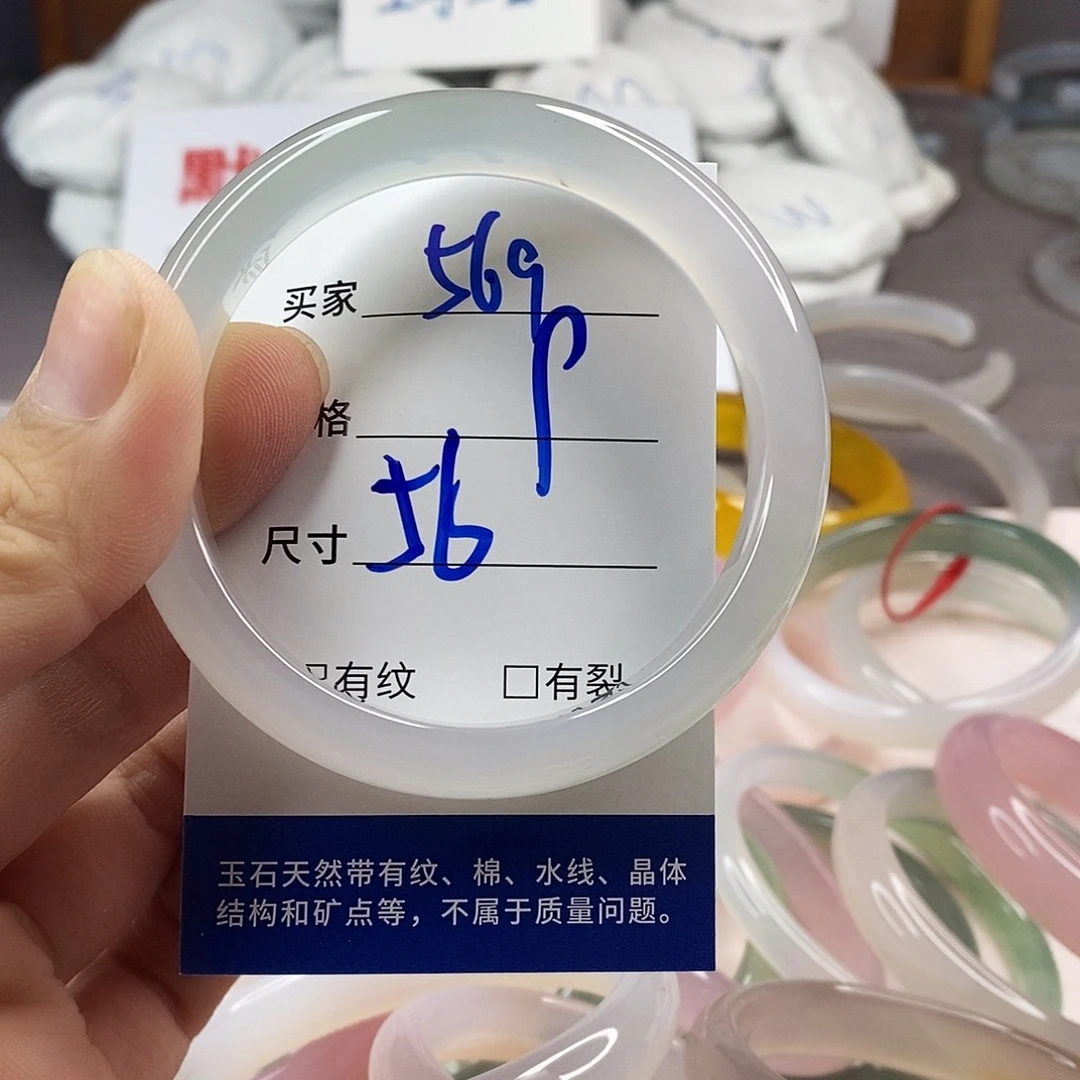 买家 569p
格
尺寸 56
有纹 □有裂
玉石天然带有纹、棉、水线、晶体
结构和矿点等，不属于质量问题。